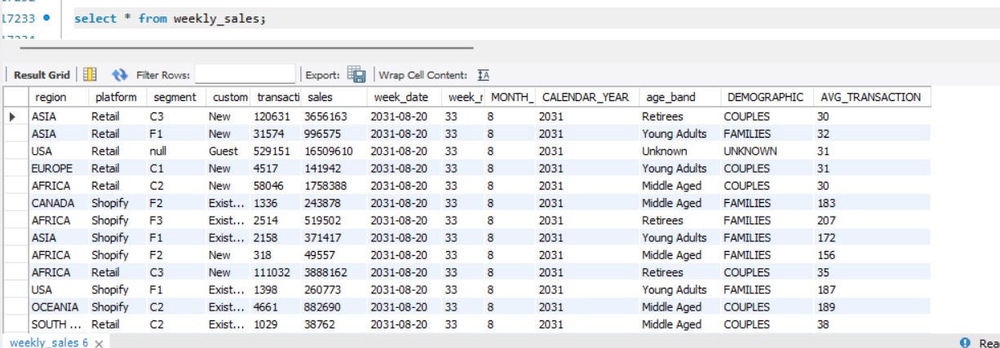 17233 select * from weekly_sales;
Result Grid Filter Rows: Export: Wrap Cell Content:
region platform segment custom transacti sales week_date week_r MONTH_ CALENDAR_YEAR age_band DEMOGRAPHIC AVG_TRANSACTION
ASIA Retail C3 New 120631 3656163 2031-08-20 33 8 2031 Retirees COUPLES 30
ASIA Retail F1 New 31574 996575 2031-08-20 33 8 2031 Young Adults FAMILIES 32
USA Retail null Guest 529151 16509610 2031-08-20 33 8 2031 Unknown UNKNOWN 31
EUROPE Retail C1 New 4517 141942 2031-08-20 33 8 2031 Young Adults COUPLES 31
AFRICA Retail C2 New 58046 1758388 2031-08-20 33 8 2031 Middle Aged COUPLES 30
CANADA Shopify F2 Exist... 1336 243878 2031-08-20 33 8 2031 Middle Aged FAMILIES 183
AFRICA Shopify F3 Exist... 2514 519502 2031-08-20 33 8 2031 Retirees FAMILIES 207
ASIA Shopify F1 Exist... 2158 371417 2031-08-20 33 8 2031 Young Adults FAMILIES 172
AFRICA Shopify F2 New 318 49557 2031-08-20 33 8 2031 Middle Aged FAMILIES 156
AFRICA Retail C3 New 111032 3888162 2031-08-20 33 8 2031 Retirees COUPLES 35
USA Shopify F1 Exist... 1398 260773 2031-08-20 33 8 2031 Young Adults FAMILIES 187
OCEANIA Shopify C2 Exist... 4661 882690 2031-08-20 33 8 2031 Middle Aged COUPLES 189
SOUTH ... Retail C2 Exist... 1029 38762 2031-08-20 33 8 2031 Middle Aged COUPLES 38
weekly_sales 6 Rea